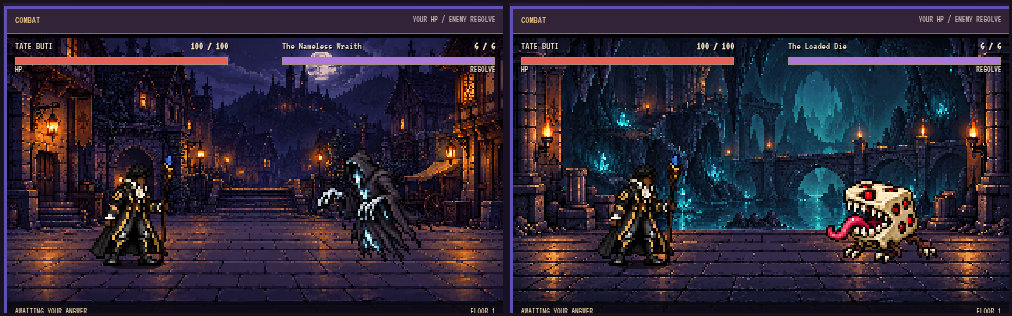 COMBAT
YOUR HP / ENEMY RESOLVE
TATE BUTI
100 / 100
The Nameless Wraith
6 / 6
HP
RESOLVE
AWAITING YOUR ANSWER
FLOOR 1
COMBAT
YOUR HP / ENEMY RESOLVE
TATE BUTI
100 / 100
The Loaded Die
6 / 6
HP
RESOLVE
AWAITING YOUR ANSWER
FLOOR 1